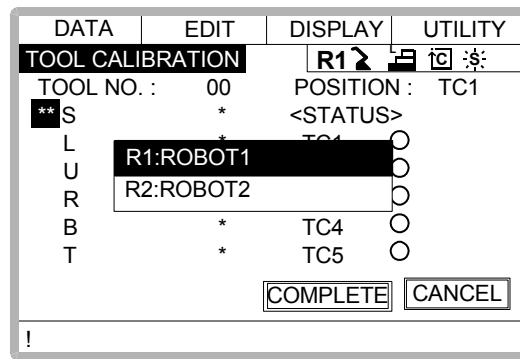 DATA EDIT DISPLAY UTILITY
TOOL CALIBRATION R1 C S
TOOL NO. : 00 POSITION : TC1
** S * <STATUS>
L
U
R
R1:ROBOT1
R2:ROBOT2
B * TC4
T * TC5
COMPLETE CANCEL
!